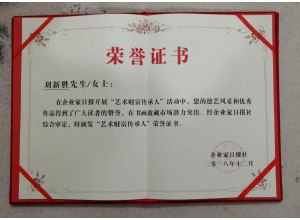 荣誉证书
刘新胜先生/女士:
在企业家日报开展“艺术财富传承人”活动中,您的德艺风采和优秀
作品得到了广大读者的赞誉,在书画收藏市场潜力突出。经企业家日报社
综合审定,特颁发“艺术财富传承人”荣誉证书。
企业家日报社
二〇一八年十二月